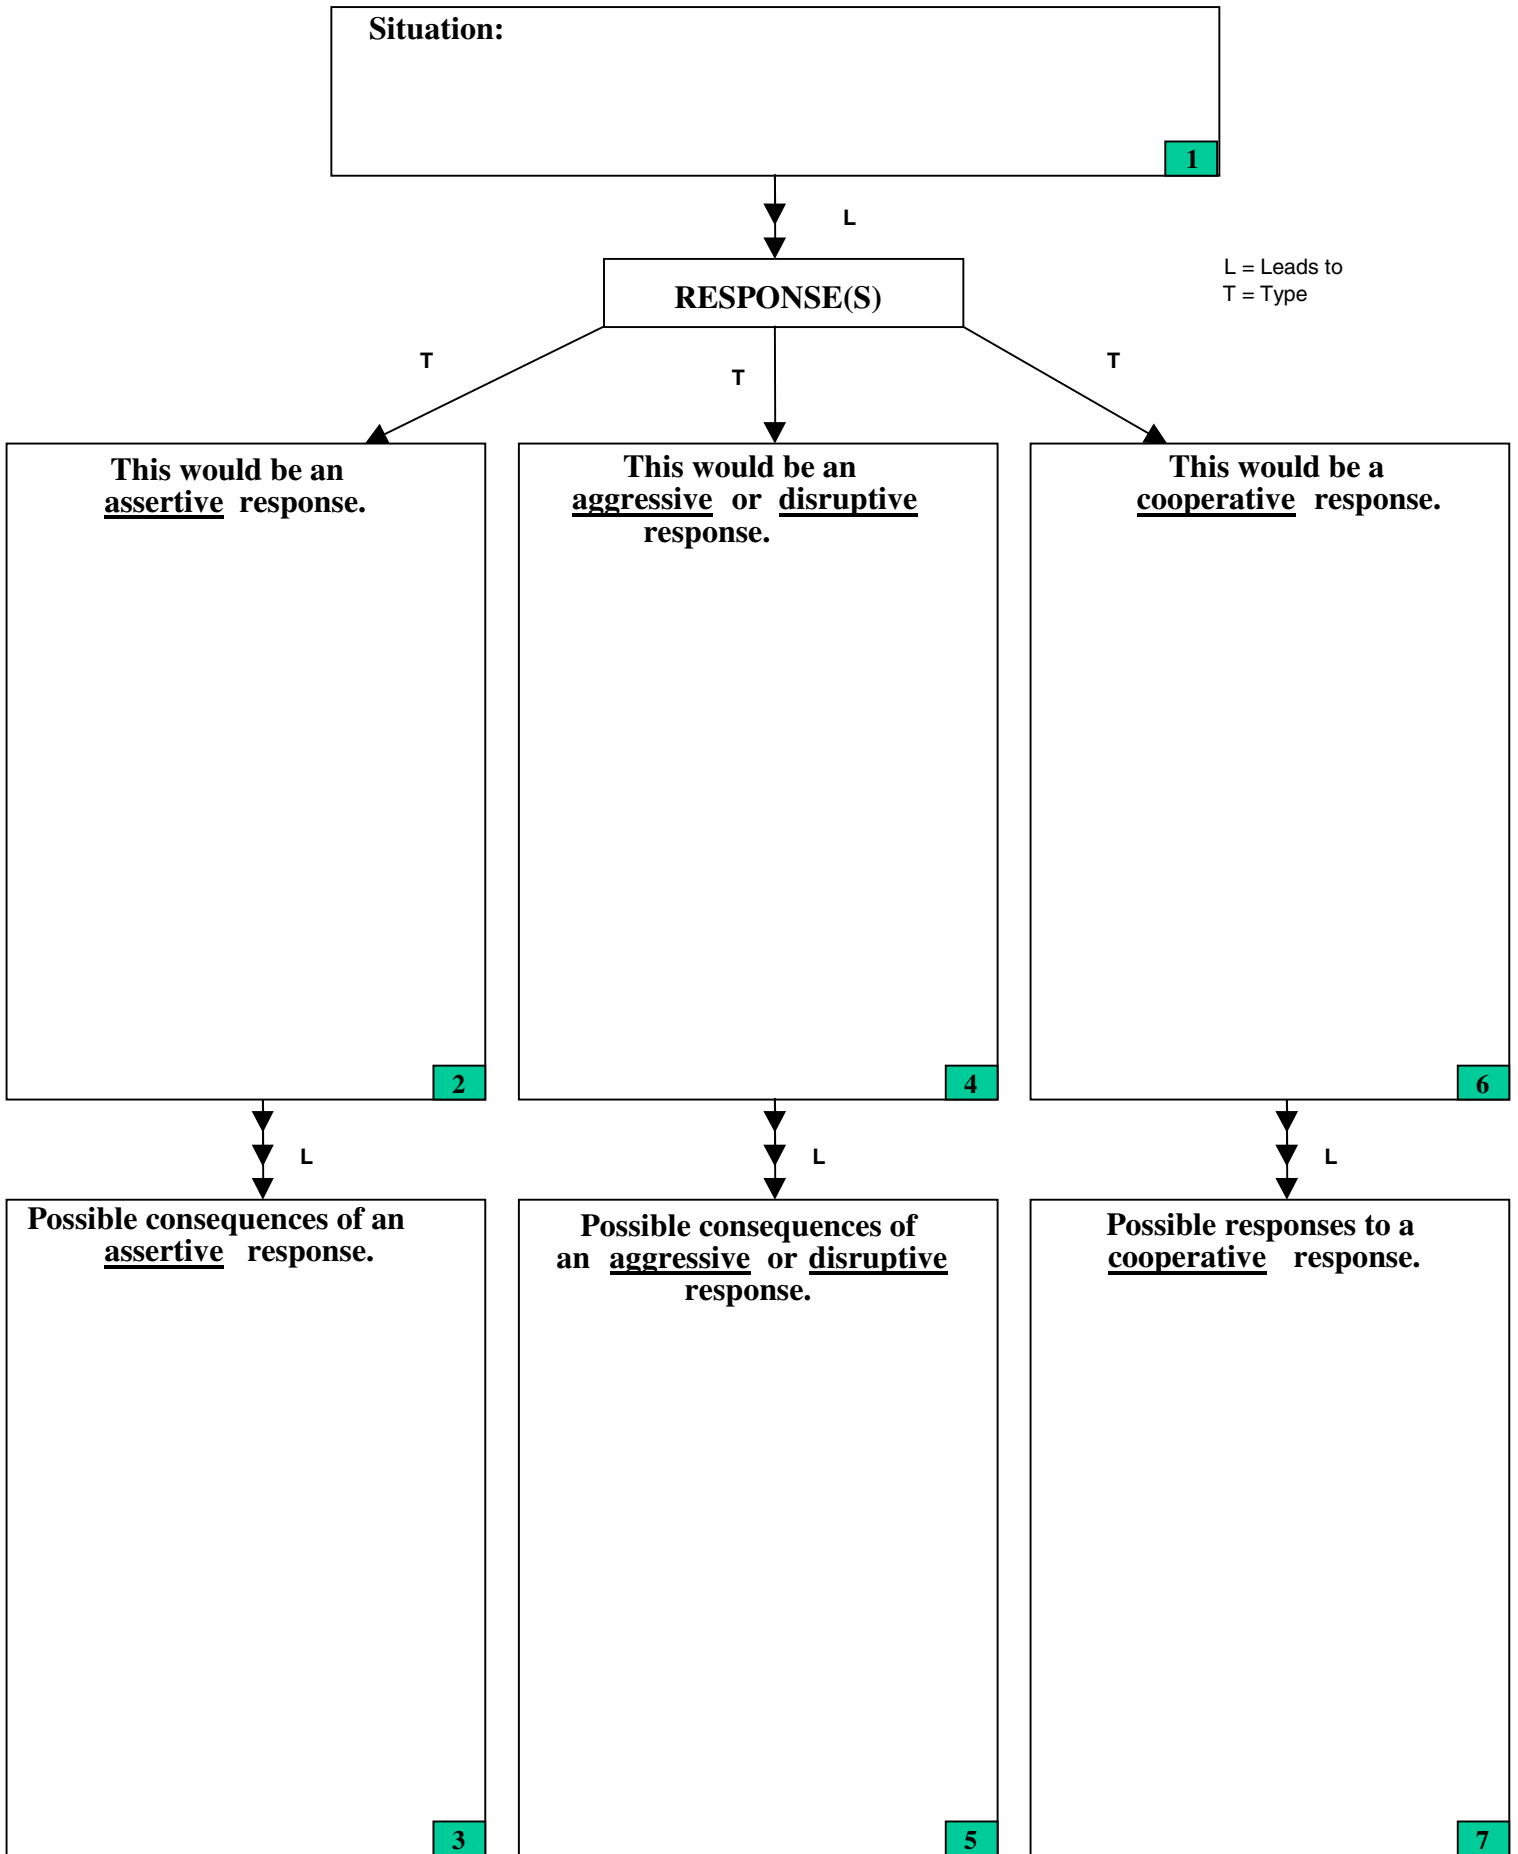 Situation:
1
L
L = Leads to
T = Type
RESPONSE(S)
T
T
T
This would be an
assertive response.
2
This would be an
aggressive or disruptive
response.
4
This would be a
cooperative response.
6
L
L
L
Possible consequences of an
assertive response.
3
Possible consequences of
an aggressive or disruptive
response.
5
Possible responses to a
cooperative response.
7